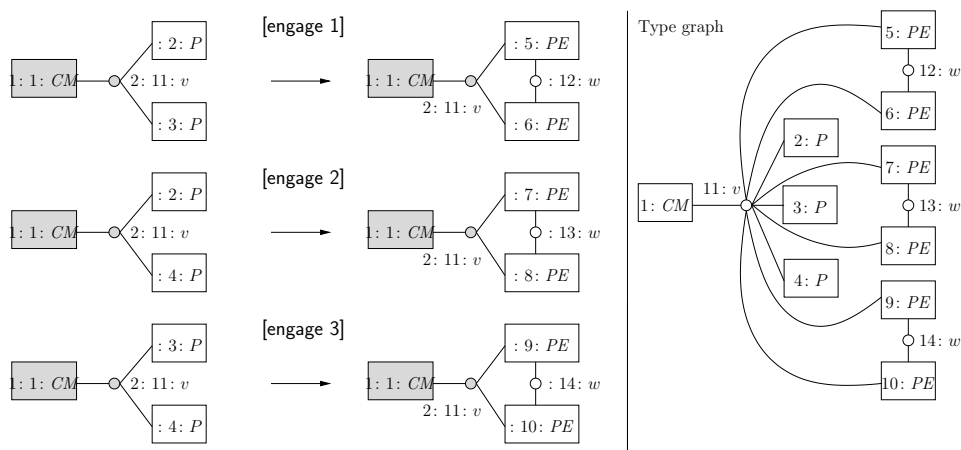 [engage 1]
: 2: P
1: 1: CM
2: 11: v
: 3: P
: 5: PE
1: 1: CM
: 12: w
2: 11: v
: 6: PE
[engage 2]
: 2: P
1: 1: CM
2: 11: v
: 4: P
: 7: PE
1: 1: CM
: 13: w
2: 11: v
: 8: PE
[engage 3]
: 3: P
1: 1: CM
2: 11: v
: 4: P
: 9: PE
1: 1: CM
: 14: w
2: 11: v
: 10: PE
Type graph
5: PE
12: w
6: PE
2: P
7: PE
11: v
1: CM
3: P
13: w
8: PE
4: P
9: PE
14: w
10: PE